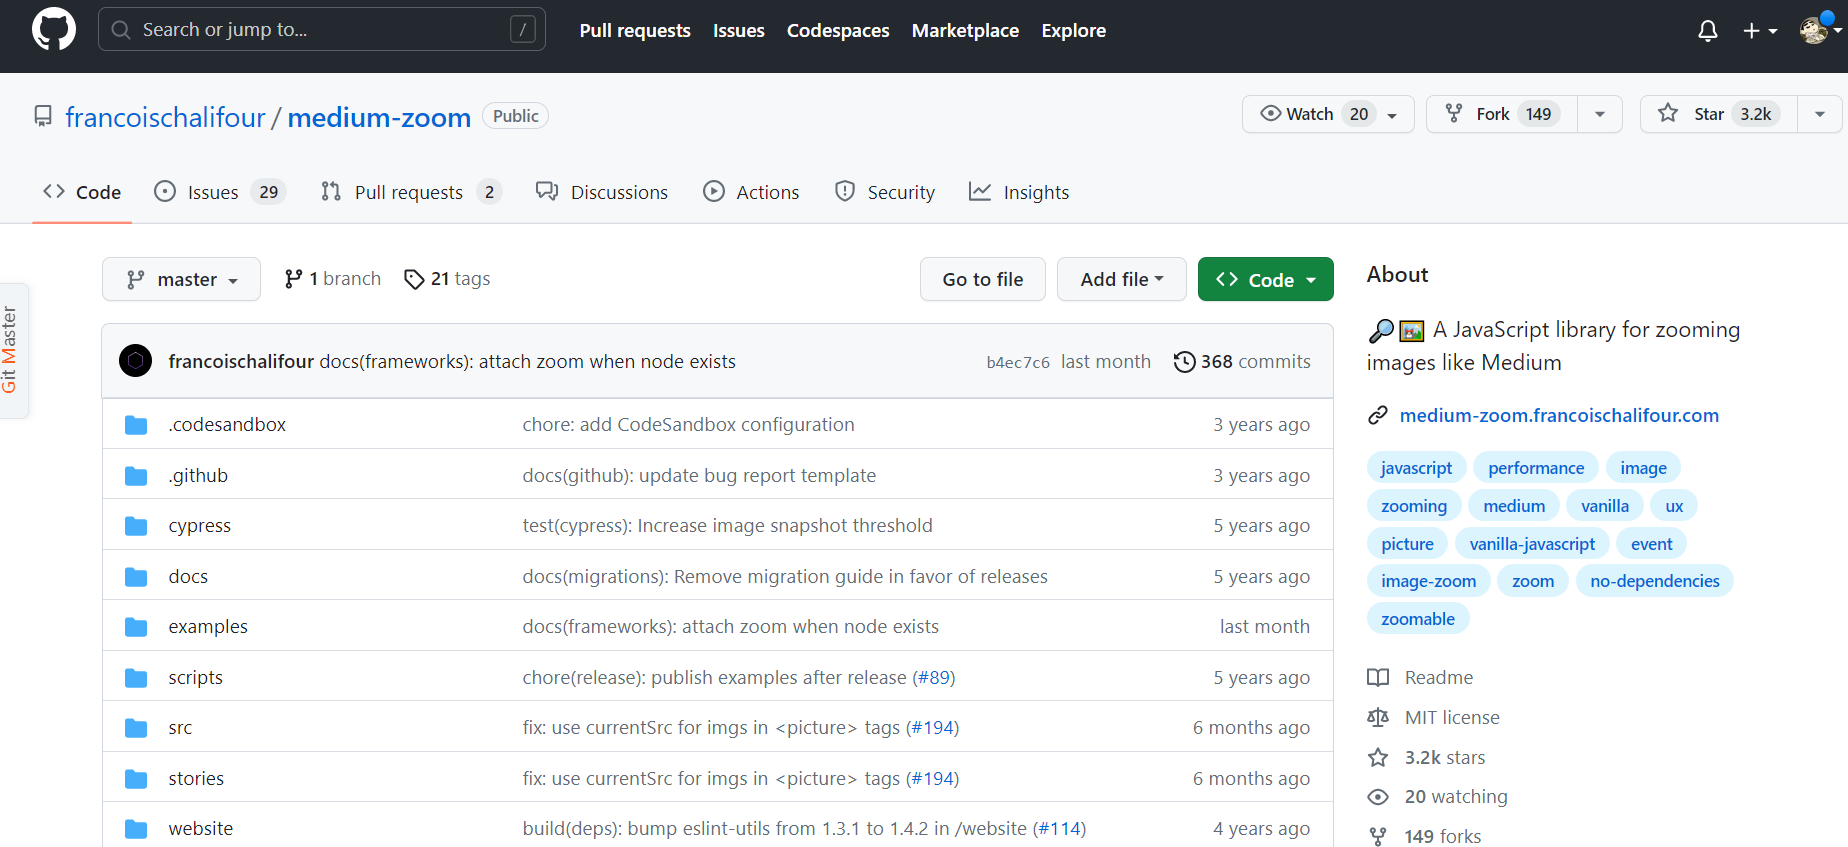 Search or jump to... / Pull requests Issues Codespaces Marketplace Explore
francoischalifour / medium-zoom Public Watch 20 Fork 149 Star 3.2k
Code Issues 29 Pull requests 2 Discussions Actions Security Insights
master 1 branch 21 tags Go to file Add file Code
Git Master
francoischalifour docs(frameworks): attach zoom when node exists b4ec7c6 last month 368 commits
.codesandbox chore: add CodeSandbox configuration 3 years ago
.github docs(github): update bug report template 3 years ago
cypress test(cypress): Increase image snapshot threshold 5 years ago
docs docs(migrations): Remove migration guide in favor of releases 5 years ago
examples docs(frameworks): attach zoom when node exists last month
scripts chore(release): publish examples after release (#89) 5 years ago
src fix: use currentSrc for imgs in <picture> tags (#194) 6 months ago
stories fix: use currentSrc for imgs in <picture> tags (#194) 6 months ago
website build(deps): bump eslint-utils from 1.3.1 to 1.4.2 in /website (#114) 4 years ago
About
A JavaScript library for zooming
images like Medium
medium-zoom.francoischalifour.com
javascript performance image
zooming medium vanilla ux
picture vanilla-javascript event
image-zoom zoom no-dependencies
zoomable
Readme
MIT license
3.2k stars
20 watching
149 forks